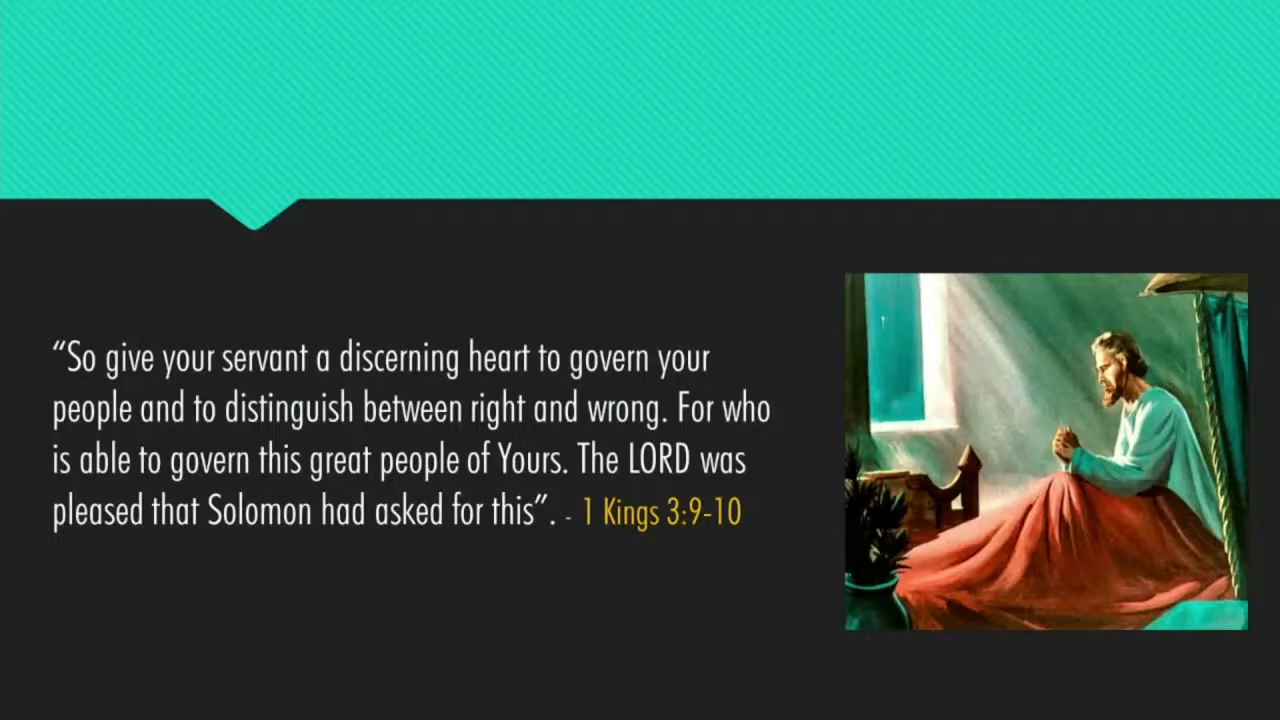 “So give your servant a discerning heart to govern your
people and to distinguish between right and wrong. For who
is able to govern this great people of Yours. The LORD was
pleased that Solomon had asked for this”. - 1 Kings 3:9-10